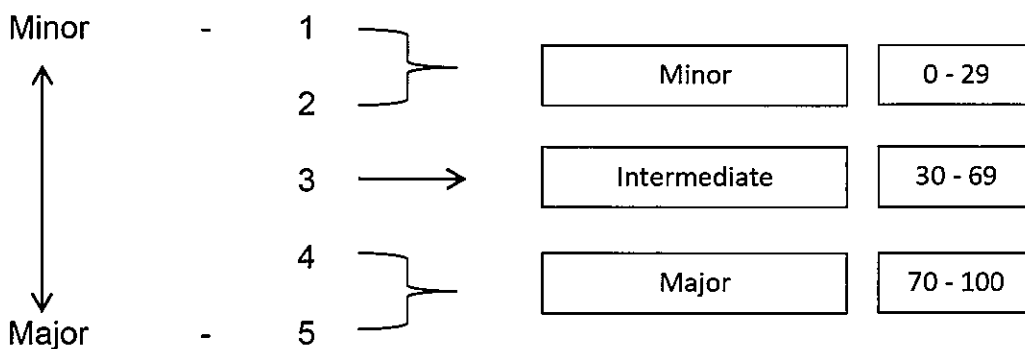 Minor - 1
Minor 0 - 29
2
3 Intermediate 30 - 69
4
Major 70 - 100
Major - 5